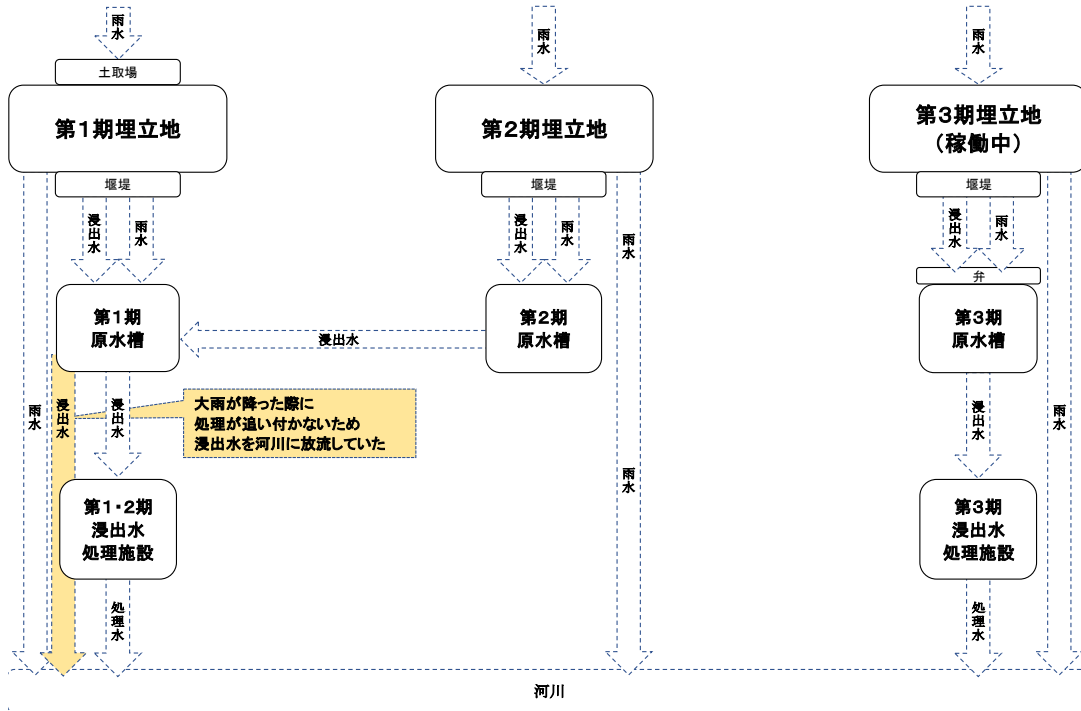 雨水
雨水
雨水
土取場
第1期埋立地
第2期埋立地
第3期埋立地
（稼働中）
堰堤
堰堤
堰堤
浸出水
雨水
浸出水
雨水
雨水
浸出水
雨水
弁
第1期
原水槽
浸出水
第2期
原水槽
第3期
原水槽
雨水
浸出水
浸出水
大雨が降った際に
処理が追い付かないため
浸出水を河川に放流していた
雨水
浸出水
雨水
第1・2期
浸出水
処理施設
第3期
浸出水
処理施設
処理水
処理水
河川